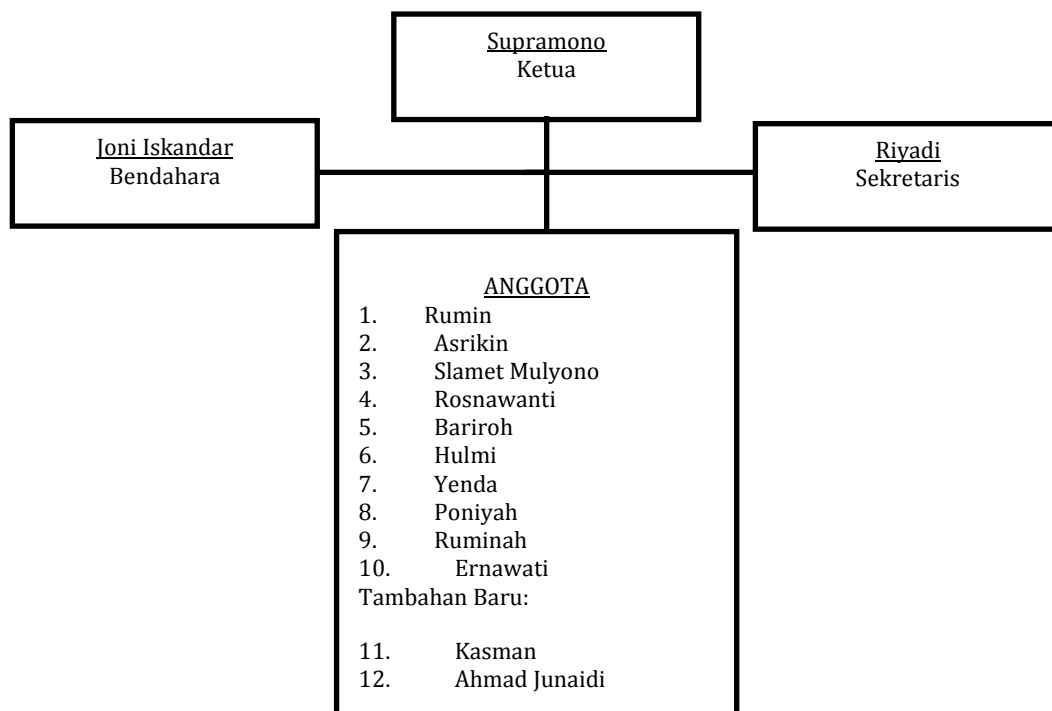 Supramono
Ketua
Joni Iskandar
Bendahara
Riyadi
Sekretaris
ANGGOTA
1. Rumin
2. Asrikin
3. Slamet Mulyono
4. Rosnawanti
5. Bariroh
6. Hulmi
7. Yenda
8. Poniyah
9. Ruminah
10. Ernawati
Tambahan Baru:
11. Kasman
12. Ahmad Junaidi